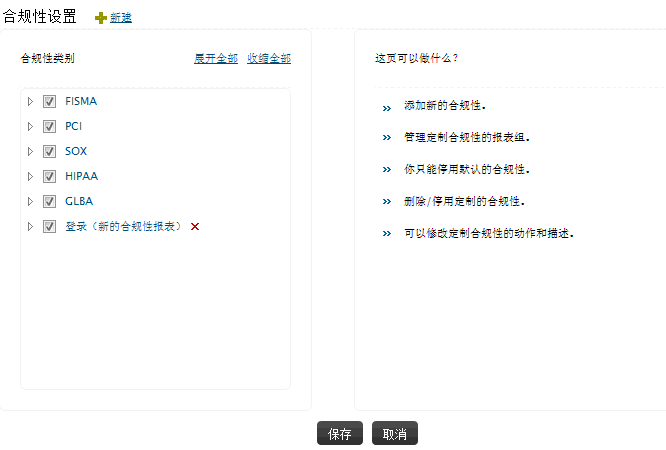 合规性设置 新建
合规性类别 展开全部 收缩全部
FISMA
PCI
SOX
HIPAA
GLBA
登录（新的合规性报表）
这页可以做什么？
添加新的合规性。
管理定制合规性的报表组。
你只能停用默认的合规性。
删除/停用定制的合规性。
可以修改定制合规性的动作和描述。
保存 取消